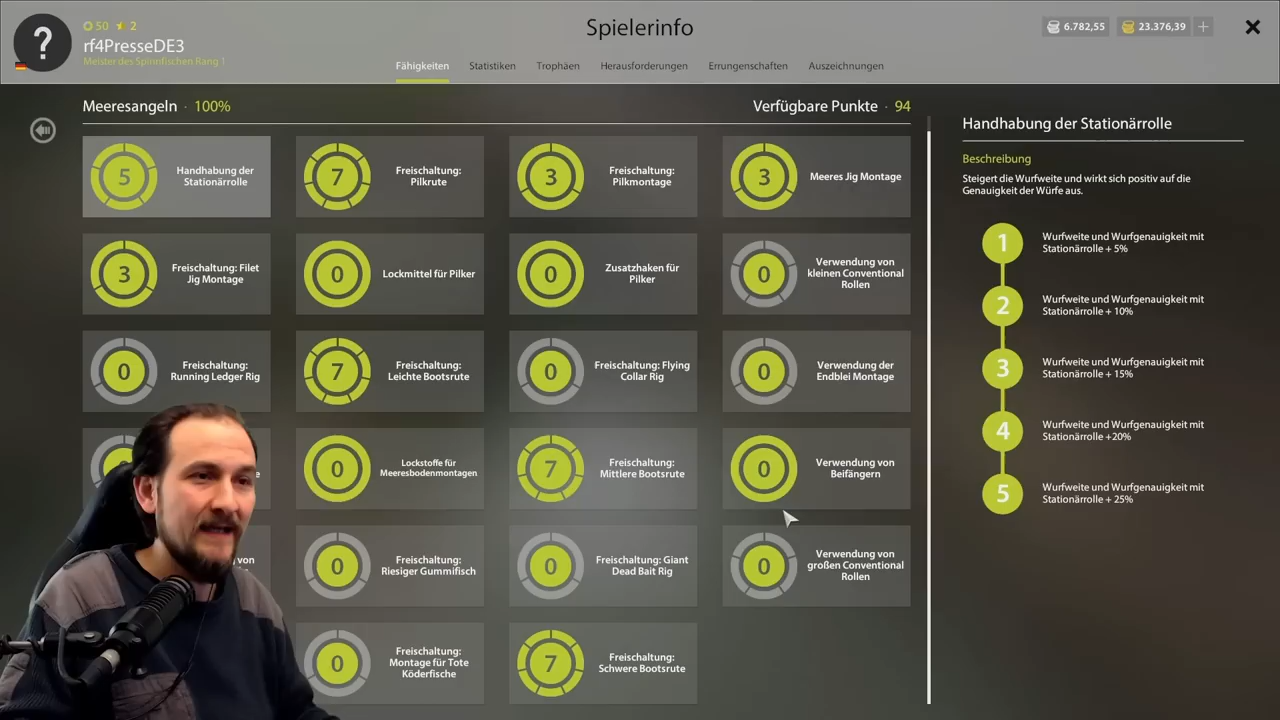 50 2
Spielerinfo
6.782,55
23.376,39 +
?
rf4PresseDE3
Meister des Spinnfischen Rang 1
Fähigkeiten
Statistiken
Trophäen
Herausforderungen
Errungenschaften
Auszeichnungen
Meeresangeln · 100%
Verfügbare Punkte · 94
5
Handhabung der
Stationärrolle
7
Freischaltung:
Pilkrute
3
Freischaltung:
Pilkmontage
3
Meeres Jig Montage
3
Freischaltung: Filet
Jig Montage
0
Lockmittel für Pilker
0
Zusatzhaken für
Pilker
0
Verwendung von
kleinen Conventional
Rollen
0
Freischaltung:
Running Ledger Rig
7
Freischaltung:
Leichte Bootsrute
0
Freischaltung: Flying
Collar Rig
0
Verwendung der
Endblei Montage
0
Lockstoffe für
Meeresbodenmontagen
7
Freischaltung:
Mittlere Bootsrute
0
Verwendung von
Beifängern
von
0
Freischaltung:
Riesiger Gummifisch
0
Freischaltung: Giant
Dead Bait Rig
0
Verwendung von
großen Conventional
Rollen
0
Freischaltung:
Montage für Tote
Köderfische
7
Freischaltung:
Schwere Bootsrute
Handhabung der Stationärrolle
Beschreibung
Steigert die Wurfweite und wirkt sich positiv auf die
Genauigkeit der Würfe aus.
1
Wurfweite und Wurfgenauigkeit mit
Stationärrolle + 5%
2
Wurfweite und Wurfgenauigkeit mit
Stationärrolle + 10%
3
Wurfweite und Wurfgenauigkeit mit
Stationärrolle + 15%
4
Wurfweite und Wurfgenauigkeit mit
Stationärrolle +20%
5
Wurfweite und Wurfgenauigkeit mit
Stationärrolle + 25%